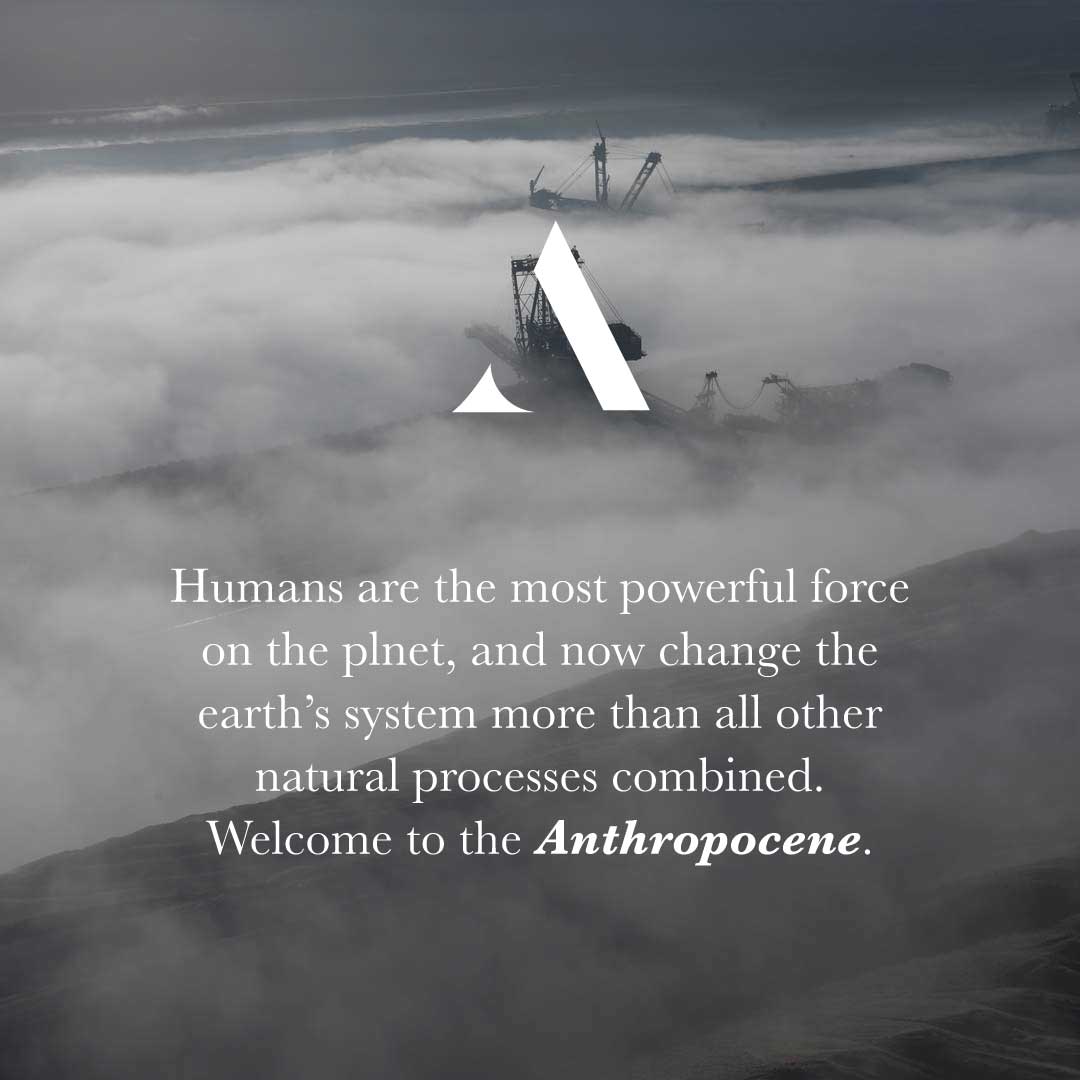 A
Humans are the most powerful force
on the plnet, and now change the
earth’s system more than all other
natural processes combined.
Welcome to the Anthropocene.